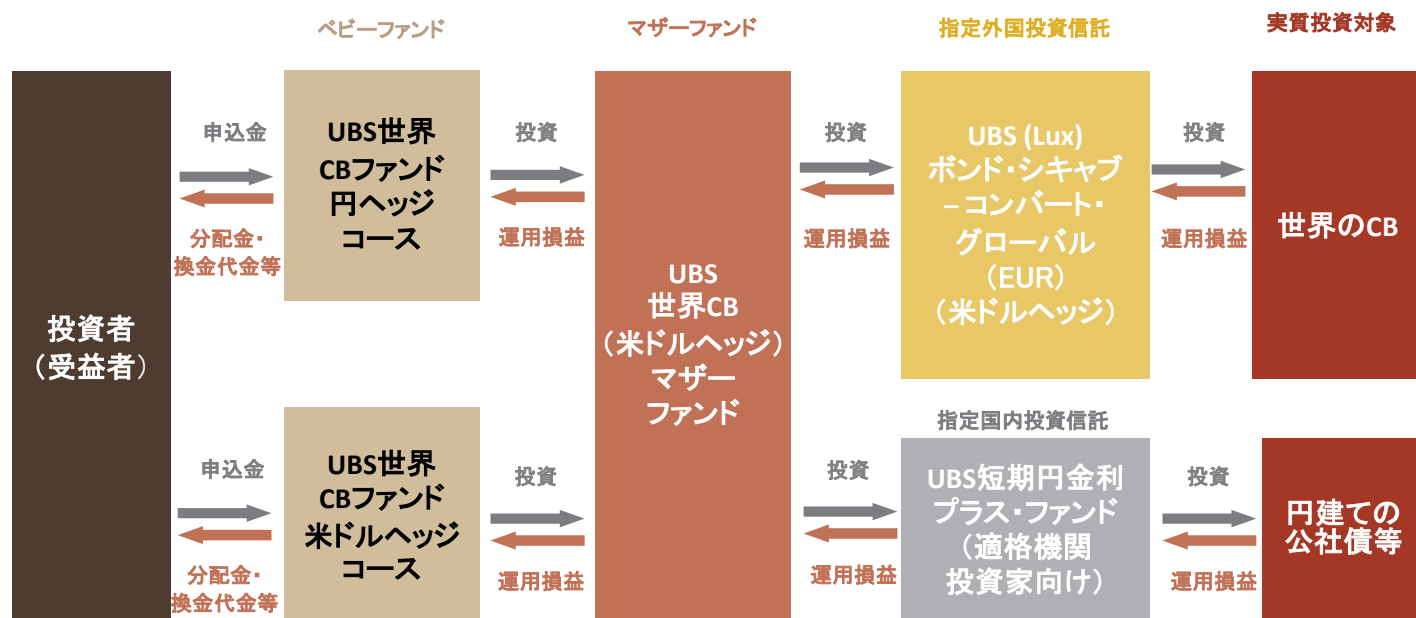 ベビーファンド
マザーファンド
指定外国投資信託
実質投資対象
投資者
（受益者）
申込金
分配金・
換金代金等
UBS世界
CBファンド
円ヘッジ
コース
投資
運用損益
申込金
分配金・
換金代金等
UBS世界
CBファンド
米ドルヘッジ
コース
投資
運用損益
UBS
世界CB
（米ドルヘッジ）
マザー
ファンド
投資
運用損益
UBS (Lux)
ボンド・シキャブ
– コンバート・
グローバル
（EUR）
（米ドルヘッジ）
投資
運用損益
世界のCB
投資
運用損益
指定国内投資信託
UBS短期円金利
プラス・ファンド
（適格機関
投資家向け）
投資
運用損益
円建ての
公社債等